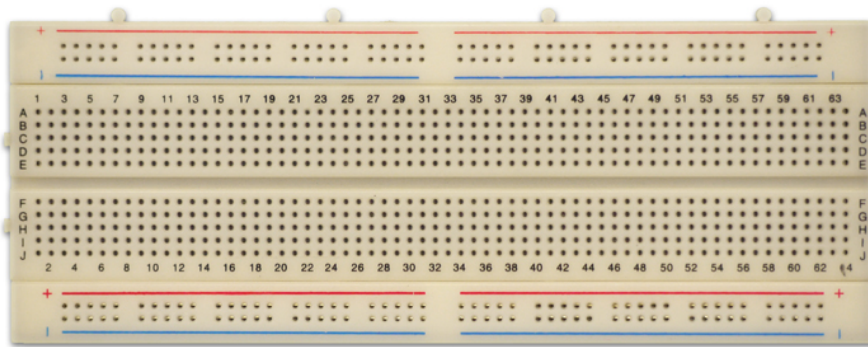 + +
− −
1 3 5 7 9 11 13 15 17 19 21 23 25 27 29 31 33 35 37 39 41 43 45 47 49 51 53 55 57 59 61 63
A A
B B
C C
D D
E E
F F
G G
H H
I I
J J
2 4 6 8 10 12 14 16 18 20 22 24 26 28 30 32 34 36 38 40 42 44 46 48 50 52 54 56 58 60 62
+ +
− −